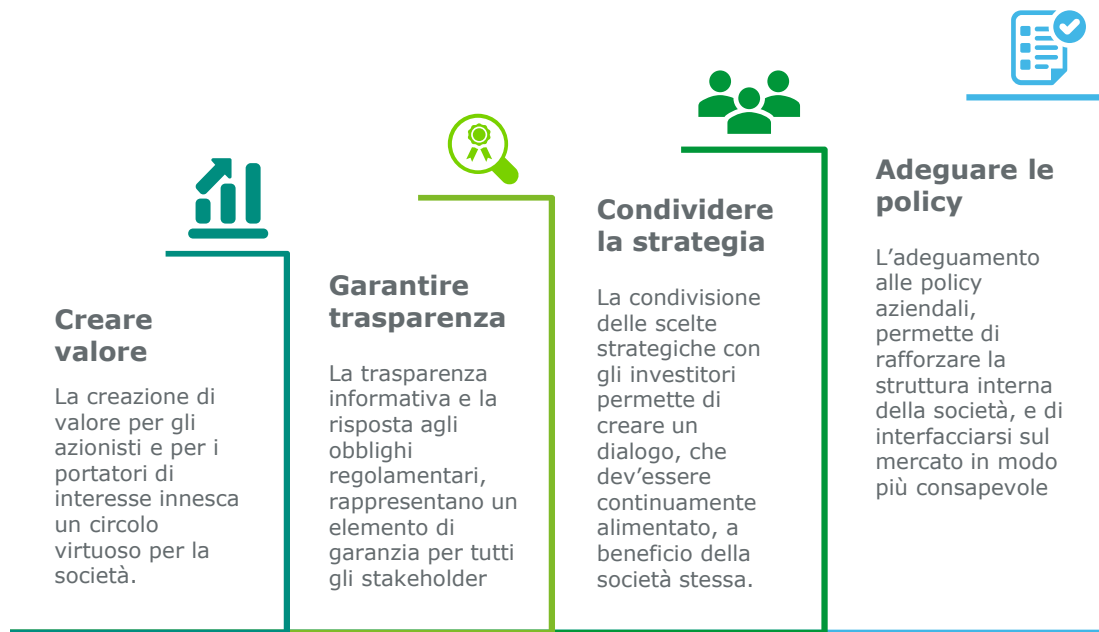 Creare
valore
La creazione di
valore per gli
azionisti e per i
portatori di
interesse innesca
un circolo
virtuoso per la
società.
Garantire
trasparenza
La trasparenza
informativa e la
risposta agli
obblighi
regolamentari,
rappresentano un
elemento di
garanzia per tutti
gli stakeholder
Condividere
la strategia
La condivisione
delle scelte
strategiche con
gli investitori
permette di
creare un
dialogo, che
dev’essere
continuamente
alimentato, a
beneficio della
società stessa.
Adeguare le
policy
L’adeguamento
alle policy
aziendali,
permette di
rafforzare la
struttura interna
della società, e di
interfacciarsi sul
mercato in modo
più consapevole